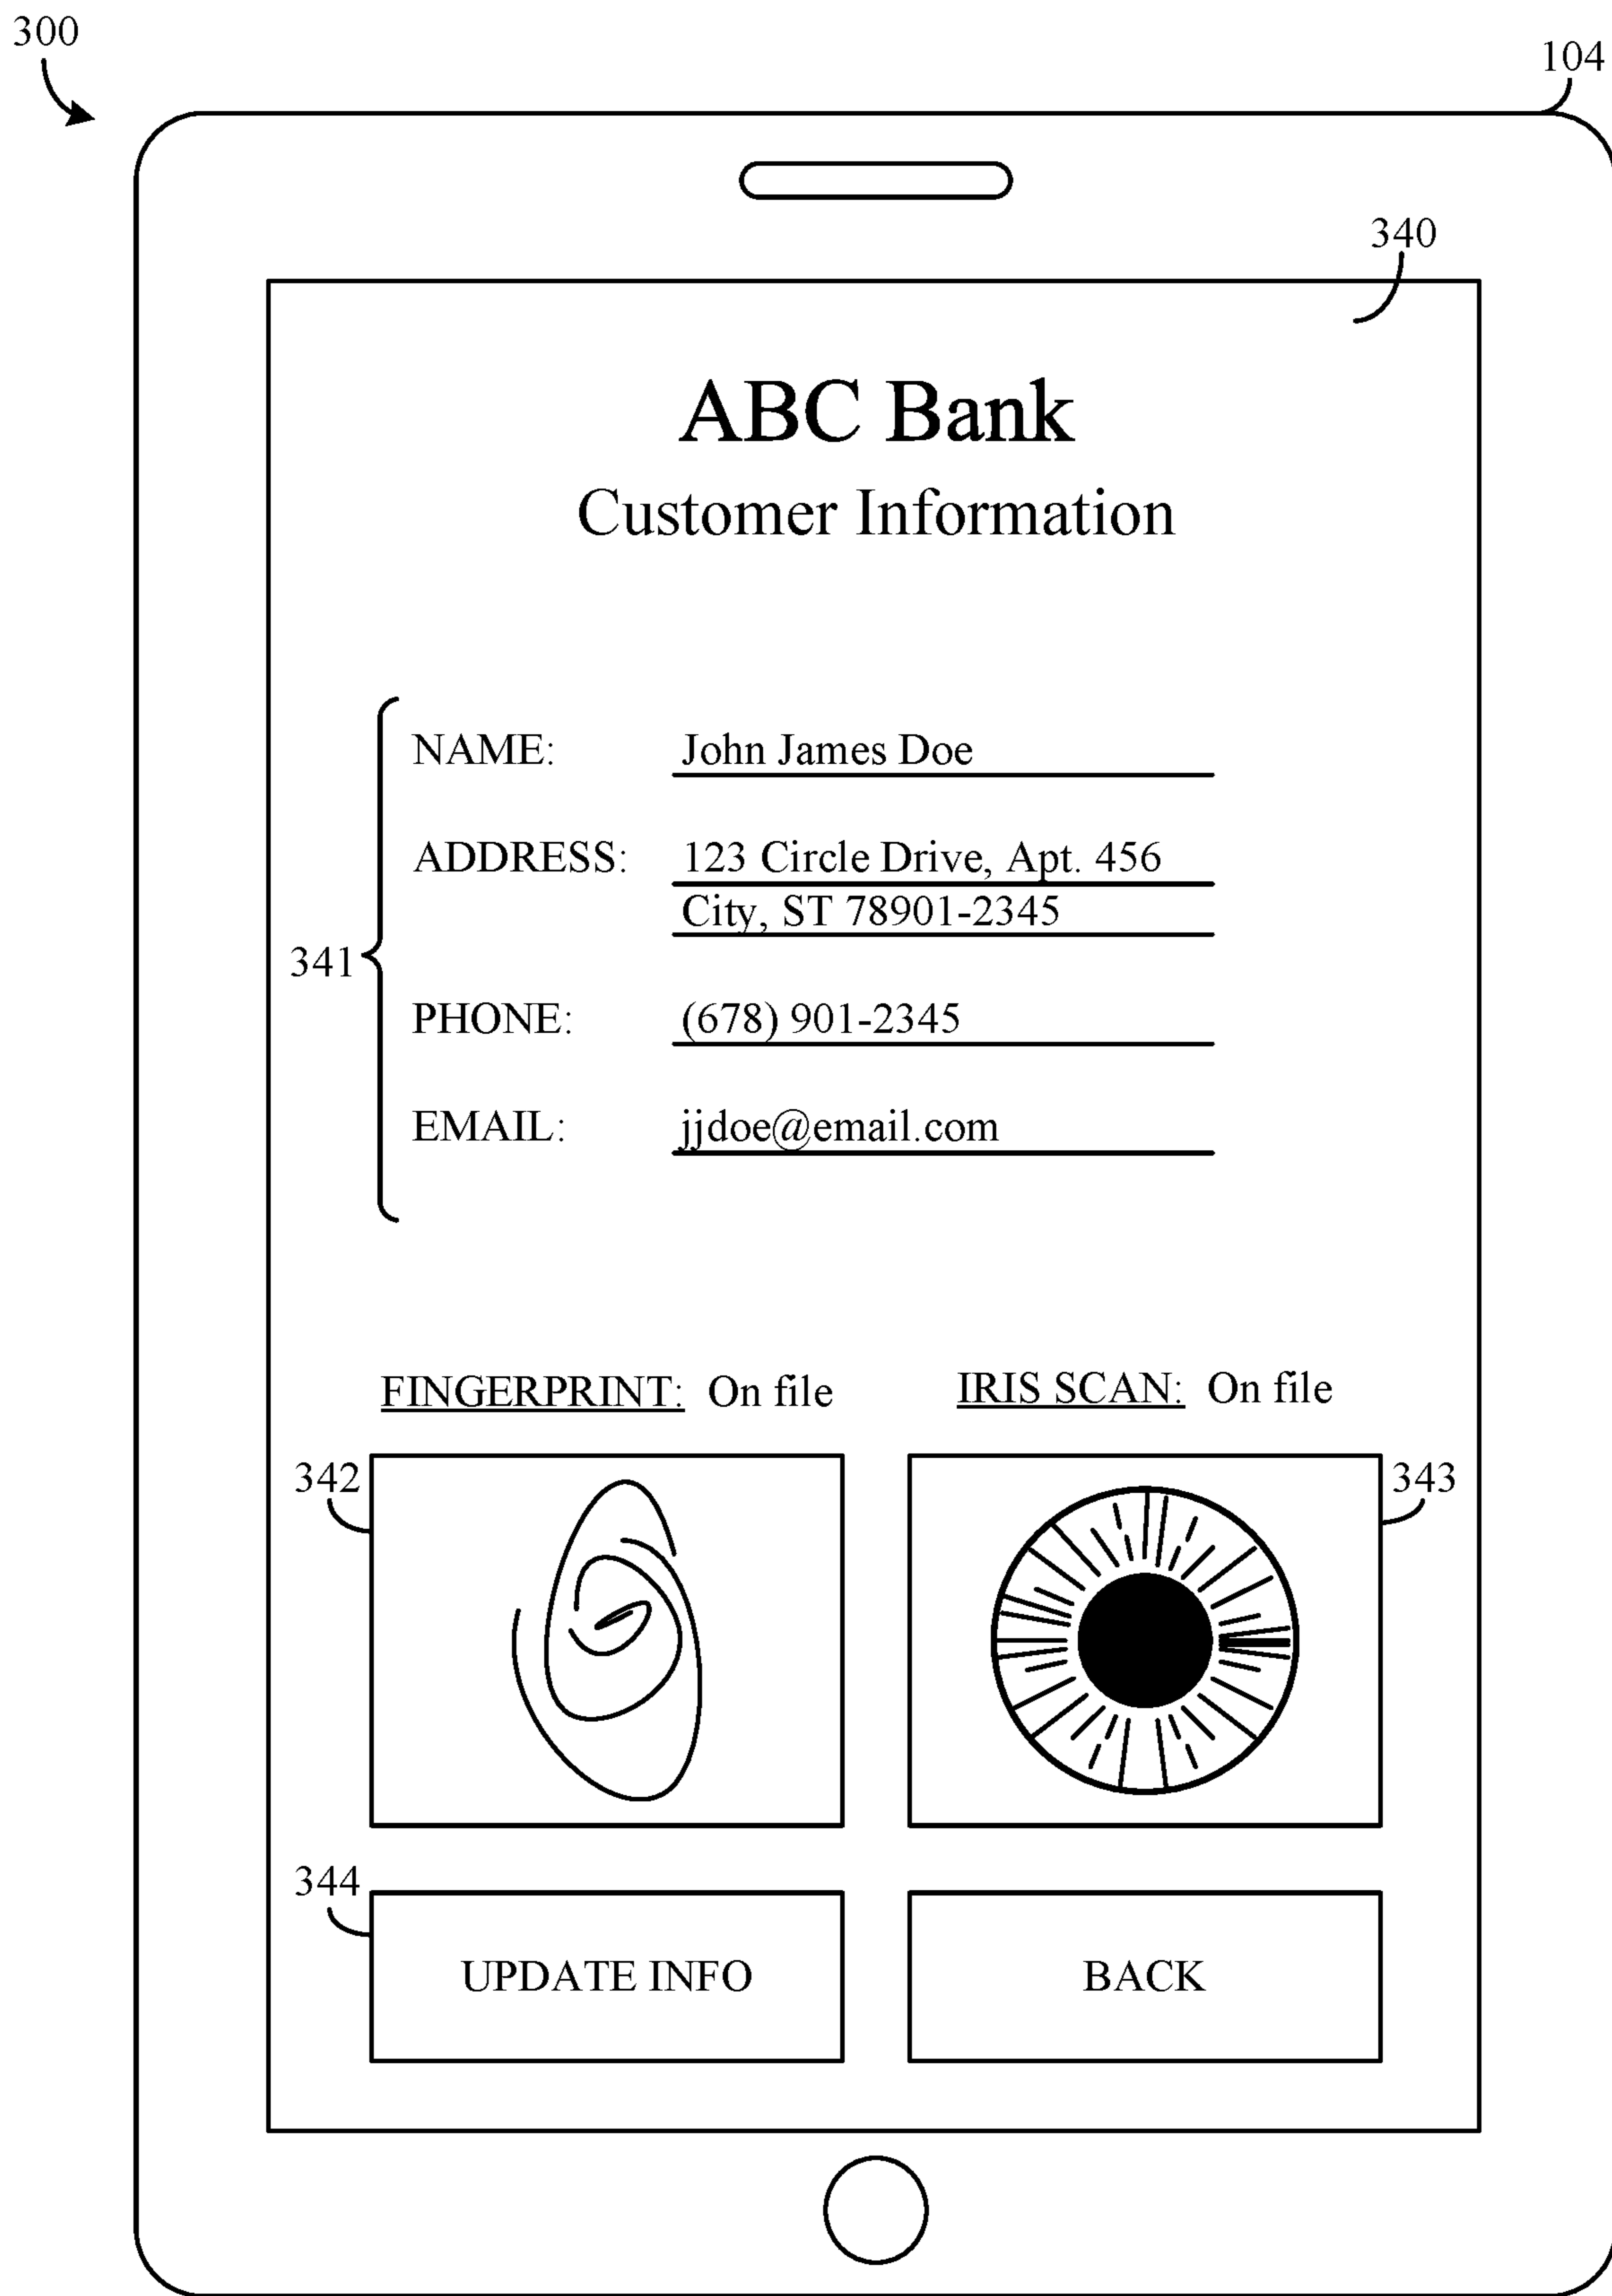 300
104
340
ABC Bank
Customer Information
NAME: John James Doe
ADDRESS: 123 Circle Drive, Apt. 456
City, ST 78901-2345
341
PHONE: (678) 901-2345
EMAIL: jjdoe@email.com
FINGERPRINT: On file IRIS SCAN: On file
342 343
344
UPDATE INFO BACK